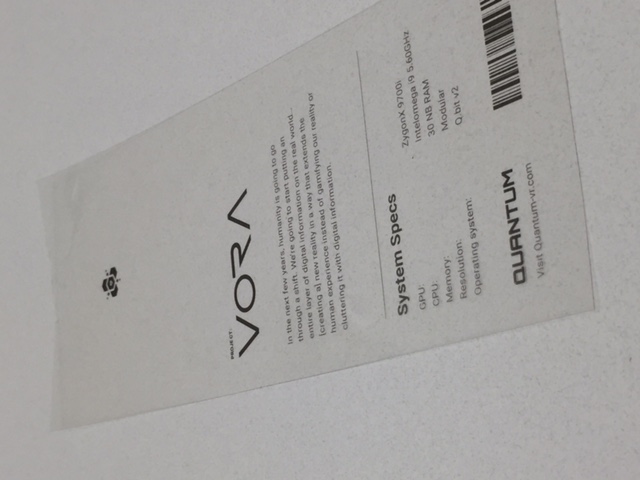 PROJECT:
VORA
In the next few years, humanity is going to go
through a shift. We're going to start putting an
entire layer of digital information on the real world...
[creating a] new reality in a way that extends the
human experience instead of gamifying our reality or
cluttering it with digital information.
System Specs
GPU: ZygonX 9700i
CPU: Intelomega i9 5.60GHz
Memory: 30 NB RAM
Resolution: Modular
Operating system: Q.bit v2
QUANTUM
Visit Quantum-vr.com